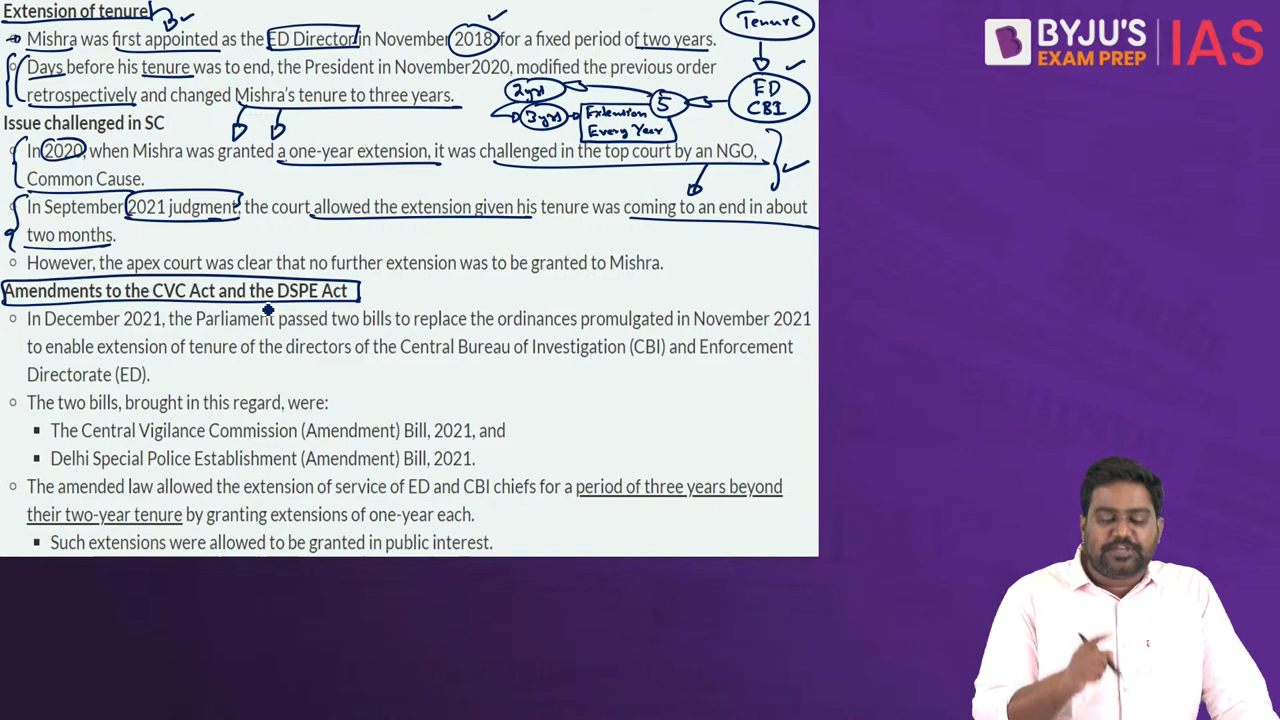 Extension of tenure
Mishra was first appointed as the ED Director in November 2018 for a fixed period of two years.
Days before his tenure was to end, the President in November2020, modified the previous order
retrospectively and changed Mishra's tenure to three years.
Issue challenged in SC
In 2020, when Mishra was granted a one-year extension, it was challenged in the top court by an NGO,
Common Cause.
In September 2021 judgment, the court allowed the extension given his tenure was coming to an end in about
two months.
However, the apex court was clear that no further extension was to be granted to Mishra.
Amendments to the CVC Act and the DSPE Act
In December 2021, the Parliament passed two bills to replace the ordinances promulgated in November 2021
to enable extension of tenure of the directors of the Central Bureau of Investigation (CBI) and Enforcement
Directorate (ED).
The two bills, brought in this regard, were:
The Central Vigilance Commission (Amendment) Bill, 2021, and
Delhi Special Police Establishment (Amendment) Bill, 2021.
The amended law allowed the extension of service of ED and CBI chiefs for a period of three years beyond
their two-year tenure by granting extensions of one-year each.
Such extensions were allowed to be granted in public interest.
Tenure
ED
CBI
5
2yrs
3yrs
Extension
Every Year
BYJU'S
EXAM PREP
IAS